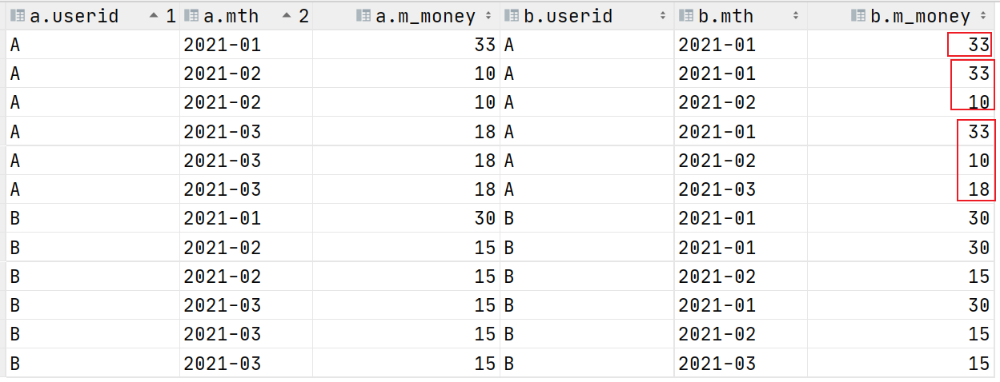 a.userid 1 a.mth 2 a.m_money b.userid b.mth b.m_money
A 2021-01 33 A 2021-01 33
A 2021-02 10 A 2021-01 33
A 2021-02 10 A 2021-02 10
A 2021-03 18 A 2021-01 33
A 2021-03 18 A 2021-02 10
A 2021-03 18 A 2021-03 18
B 2021-01 30 B 2021-01 30
B 2021-02 15 B 2021-01 30
B 2021-02 15 B 2021-02 15
B 2021-03 15 B 2021-01 30
B 2021-03 15 B 2021-02 15
B 2021-03 15 B 2021-03 15